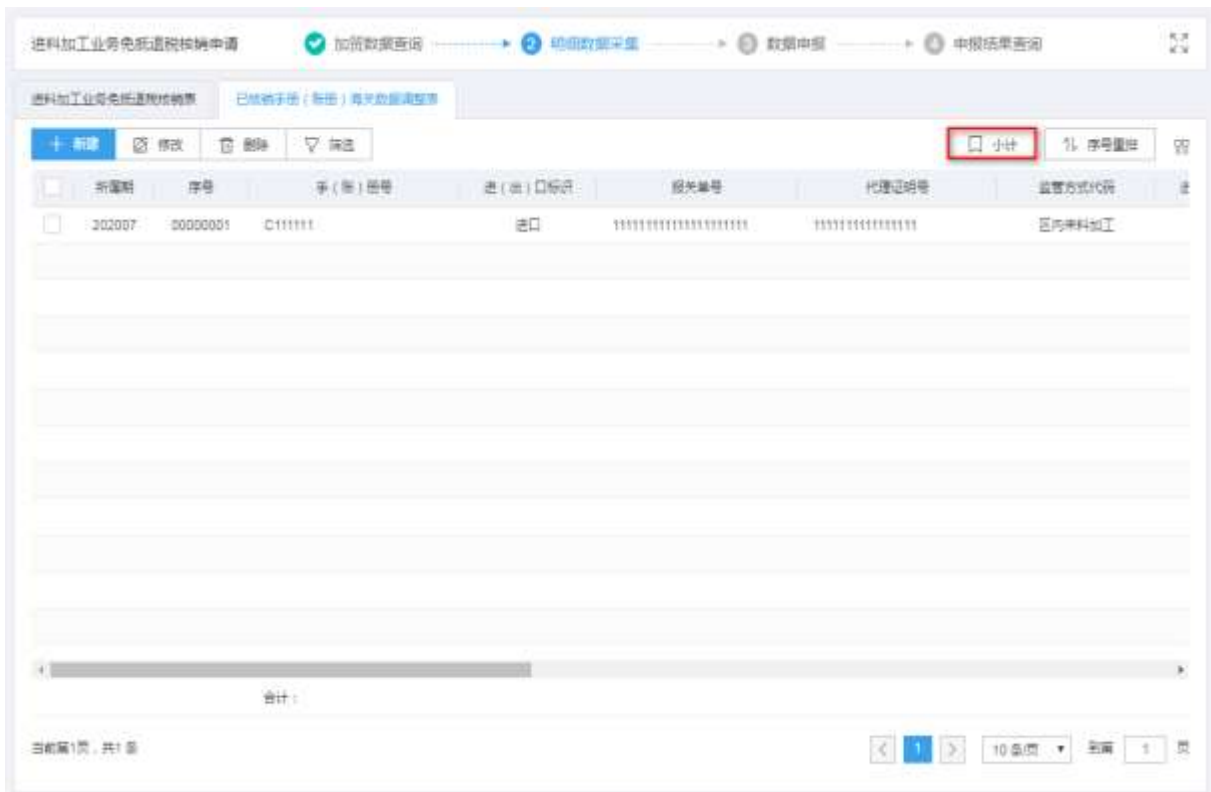 进料加工业务免抵退税核销申请 加贸数据查询 2 明细数据采集 3 数据申报 4 申报结果查询
进料加工业务免抵退税核销表 已核销手册（账册）海关数据调整表
新建 修改 删除 筛选 小计 序号重排
所属期 序号 手（账）册号 进（出）口标识 报关单号 代理证明号 监管方式代码
202007 00000001 C111111 进口 区内来料加工
合计：
当前第1页，共1条 1 10条/页 到第 1 页